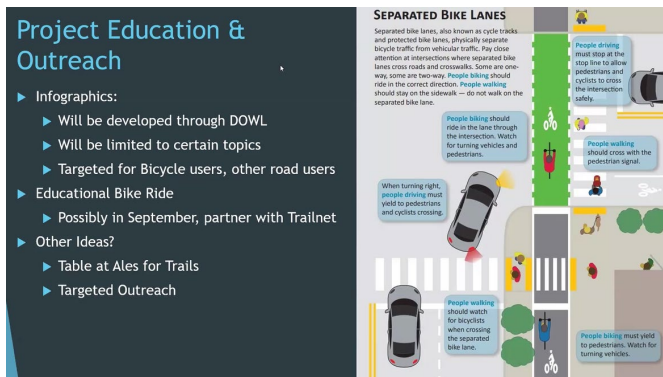 Project Education &
Outreach
Infographics:
Will be developed through DOWL
Will be limited to certain topics
Targeted for Bicycle users, other road users
Educational Bike Ride
Possibly in September, partner with Trailnet
Other Ideas?
Table at Ales for Trails
Targeted Outreach
SEPARATED BIKE LANES
Separated bike lanes, also known as cycle tracks
and protected bike lanes, physically separate
bicycle traffic from vehicular traffic. Pay close
attention at intersections where separated bike
lanes cross roads and crosswalks. Some are one-
way, some are two-way. People biking should
ride in the correct direction. People walking
should stay on the sidewalk — do not walk on the
separated bike lane.
People driving
must stop at the
stop line to allow
pedestrians and
cyclists to cross
the intersection
safely.
People biking should
ride in the lane through
the intersection. Watch
for turning vehicles and
pedestrians.
People walking
should cross with the
pedestrian signal.
When turning right,
people driving must
yield to pedestrians
and cyclists crossing.
People walking
should watch
for bicyclists
when crossing
the separated
bike lane.
People biking must yield
to pedestrians. Watch for
turning vehicles.